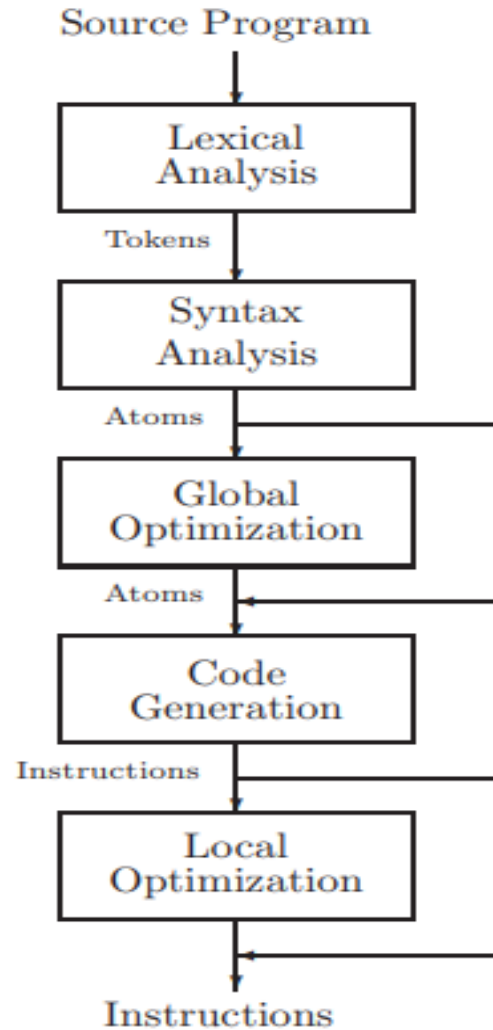 Source Program
Lexical
Analysis
Tokens
Syntax
Analysis
Atoms
Global
Optimization
Atoms
Code
Generation
Instructions
Local
Optimization
Instructions